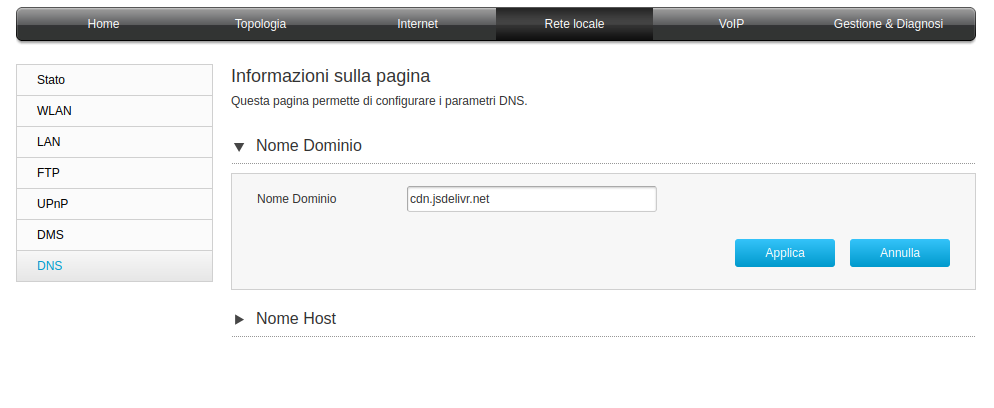 Home Topologia Internet Rete locale VoIP Gestione & Diagnosi
Stato
WLAN
LAN
FTP
UPnP
DMS
DNS
Informazioni sulla pagina
Questa pagina permette di configurare i parametri DNS.
Nome Dominio
Nome Dominio cdn.jsdelivr.net
Applica Annulla
Nome Host